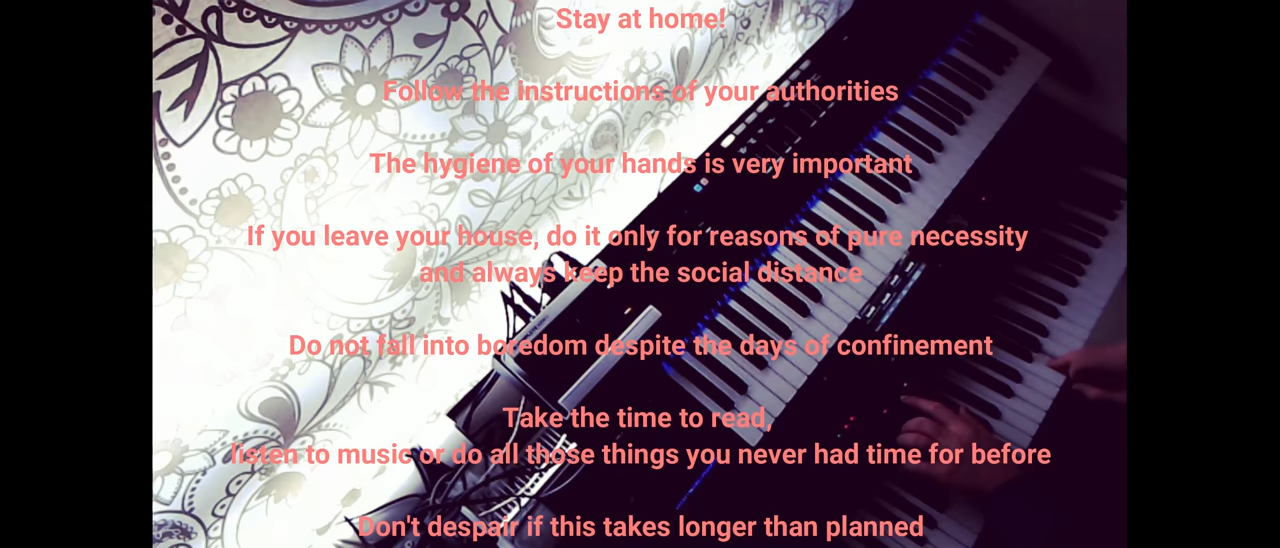 Stay at home!
Follow the instructions of your authorities
The hygiene of your hands is very important
If you leave your house, do it only for reasons of pure necessity
and always keep the social distance
Do not fall into boredom despite the days of confinement
Take the time to read,
listen to music or do all those things you never had time for before
Don't despair if this takes longer than planned